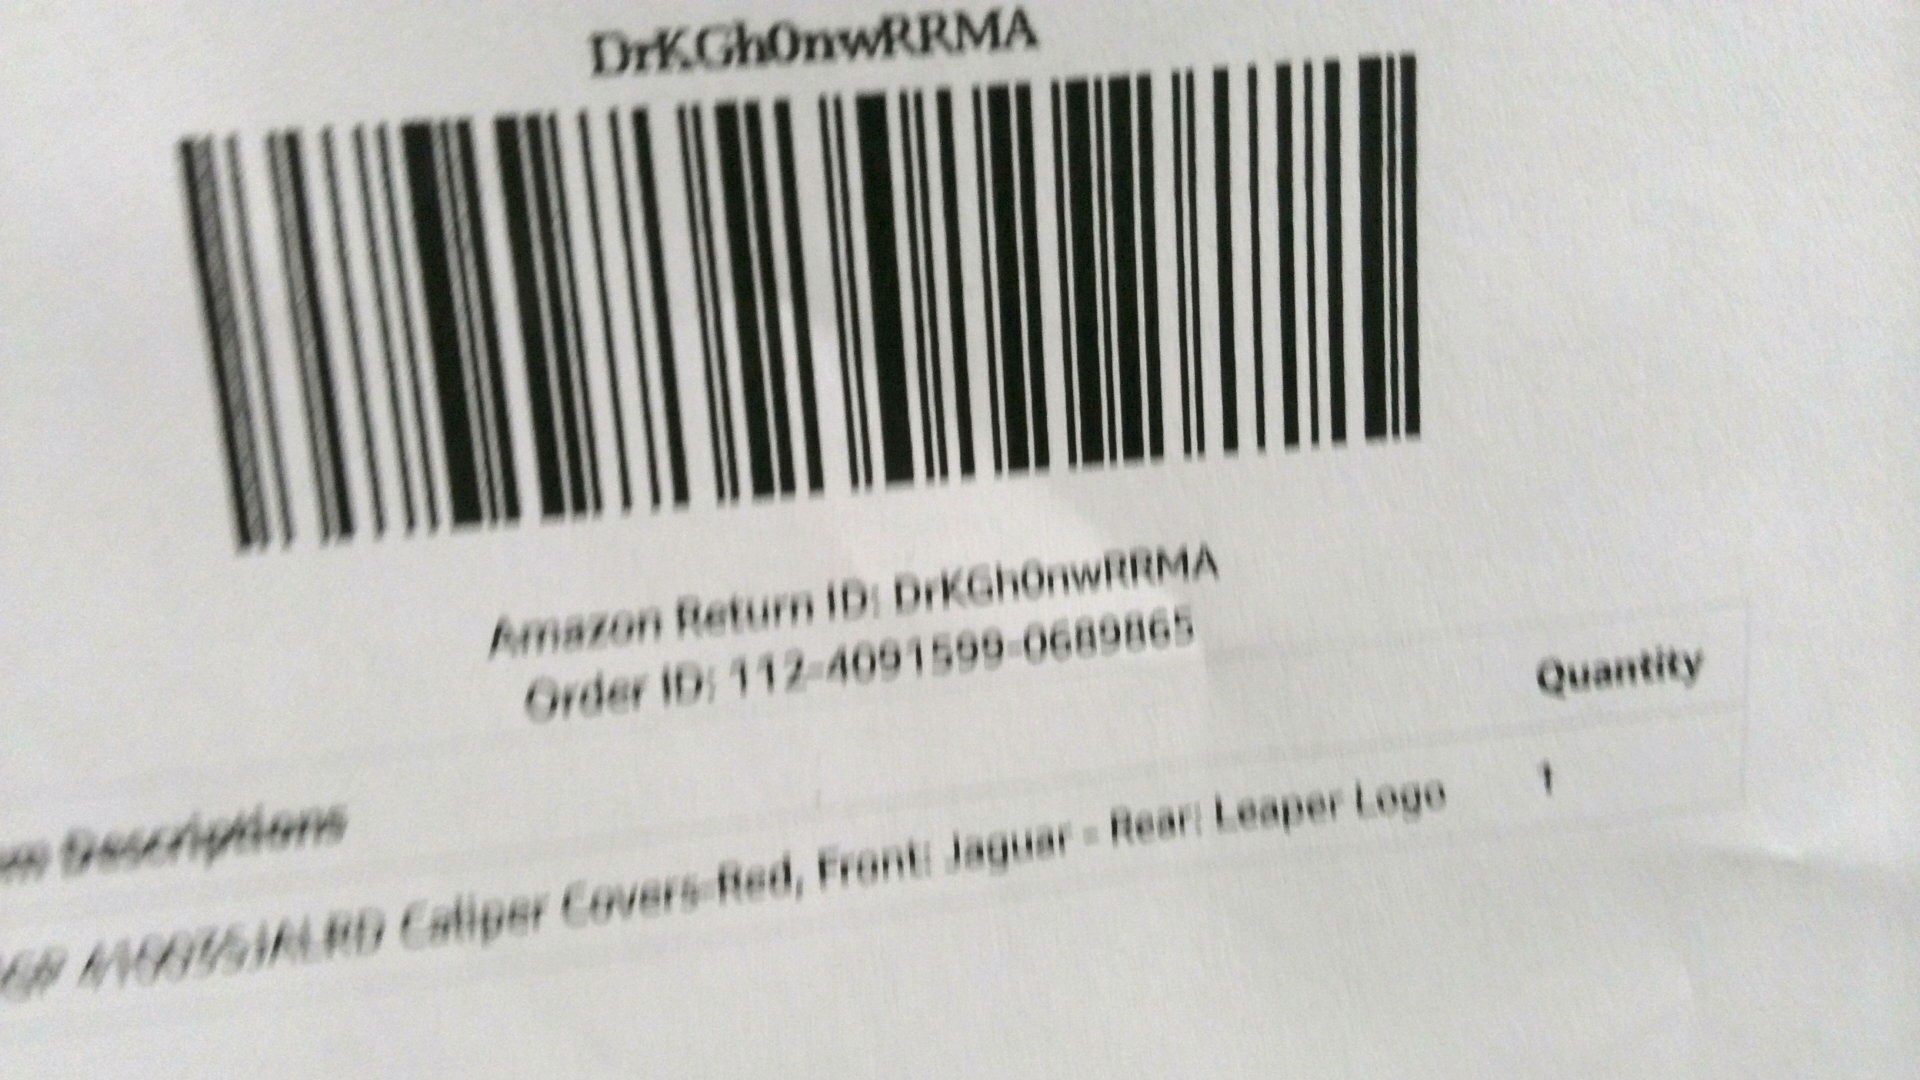 DrKGh0nwRRMA
Amazon Return ID: DrKGh0nwRRMA
Order ID: 112-4091599-0689865
Descriptions Quantity
Caliper Covers-Red, Front: Jaguar - Rear: Leaper Logo 1